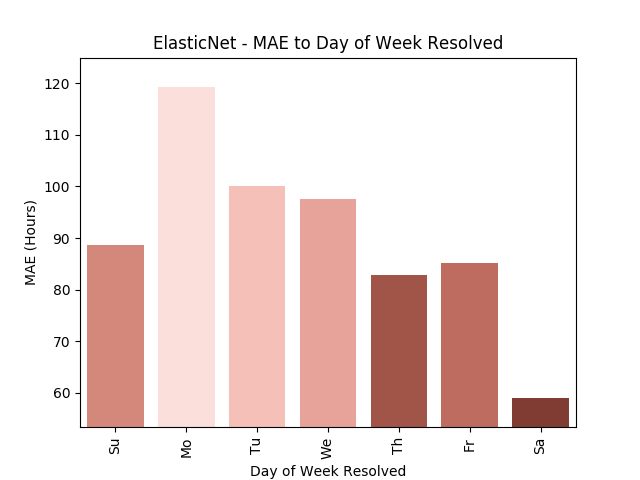 ElasticNet - MAE to Day of Week Resolved
120
110
100
90
80
70
60
MAE (Hours)
Su
Mo
Tu
We
Th
Fr
Sa
Day of Week Resolved